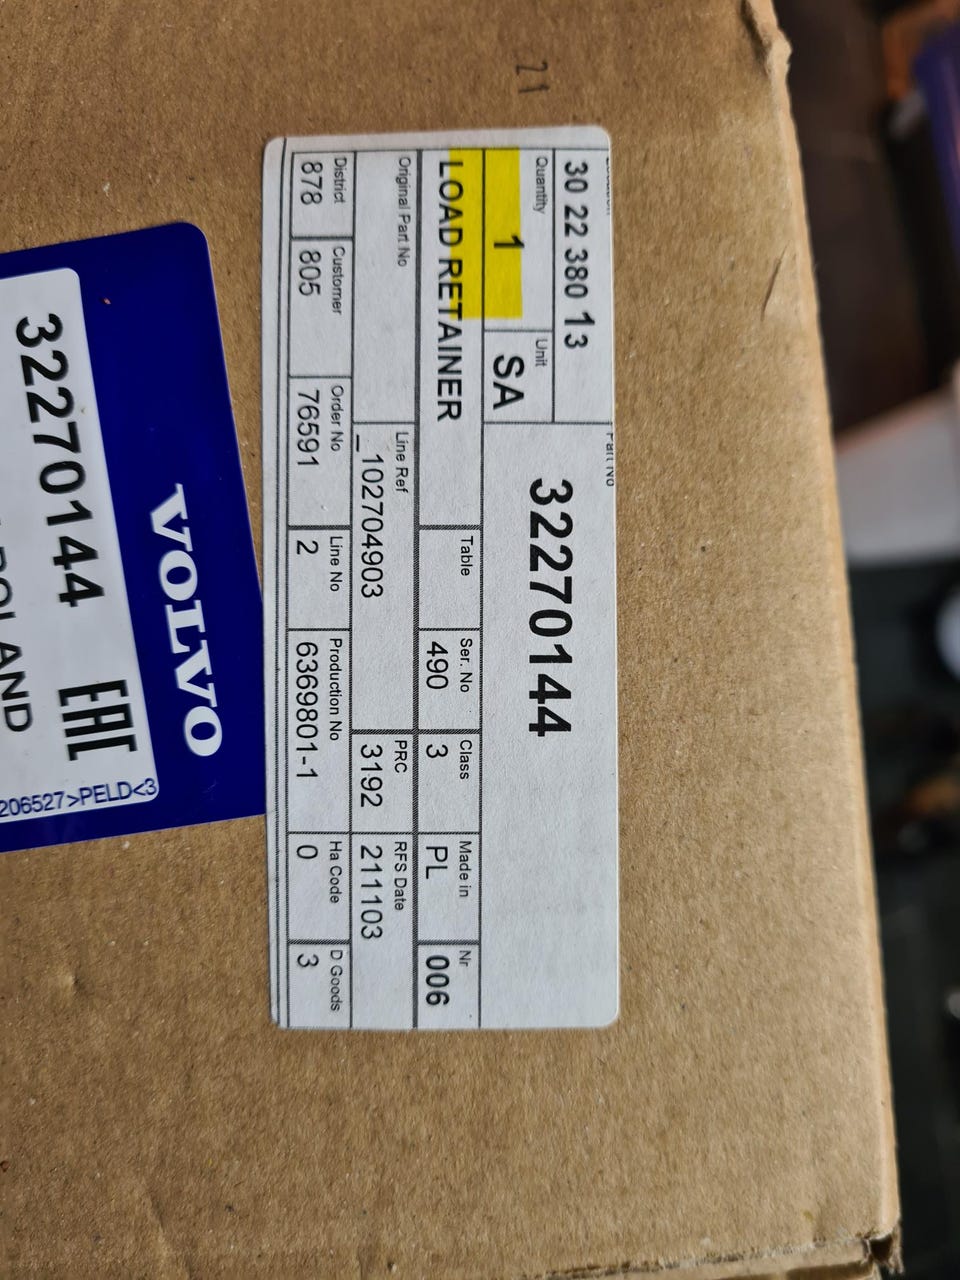 21
Location
Part No
30 22 380 13
32270144
Quantity
Unit
1
SA
LOAD RETAINER
Table
Ser. No
490
Class
3
Made in
PL
Nr
006
Original Part No
Line Ref
_102704903
PRC
3192
RFS Date
211103
District
878
Customer
805
Order No
76591
Line No
2
Production No
6369801-1
Ha Code
0
D Goods
3
VOLVO
32270144
EAC
206527>PELD<3